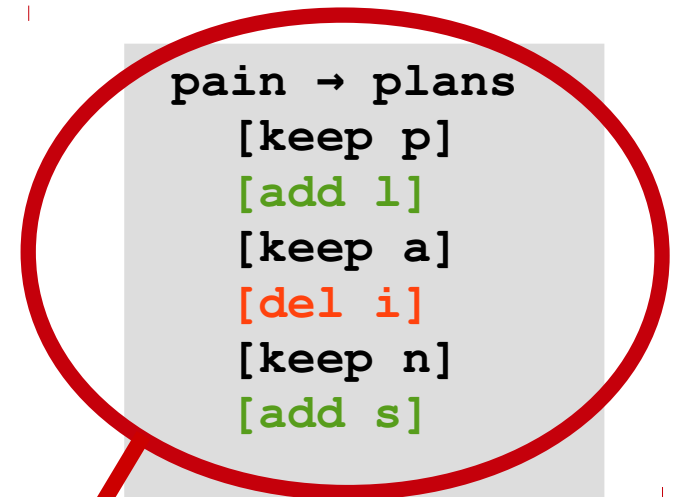 pain → plans
[keep p]
[add l]
[keep a]
[del i]
[keep n]
[add s]